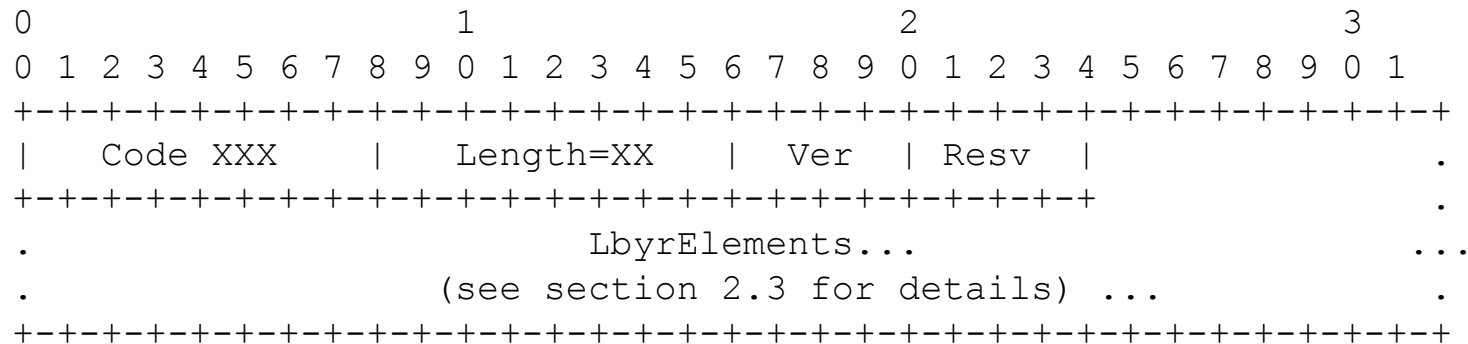 0                   1                   2                   3
0 1 2 3 4 5 6 7 8 9 0 1 2 3 4 5 6 7 8 9 0 1 2 3 4 5 6 7 8 9 0 1
+-+-+-+-+-+-+-+-+-+-+-+-+-+-+-+-+-+-+-+-+-+-+-+-+-+-+-+-+-+-+-+-+
|   Code XXX    |   Length=XX   |  Ver  | Resv  |               .
+-+-+-+-+-+-+-+-+-+-+-+-+-+-+-+-+-+-+-+-+-+-+-+-+               .
.                         LbyrElements...                      ...
.                  (see section 2.3 for details) ...            .
+-+-+-+-+-+-+-+-+-+-+-+-+-+-+-+-+-+-+-+-+-+-+-+-+-+-+-+-+-+-+-+-+